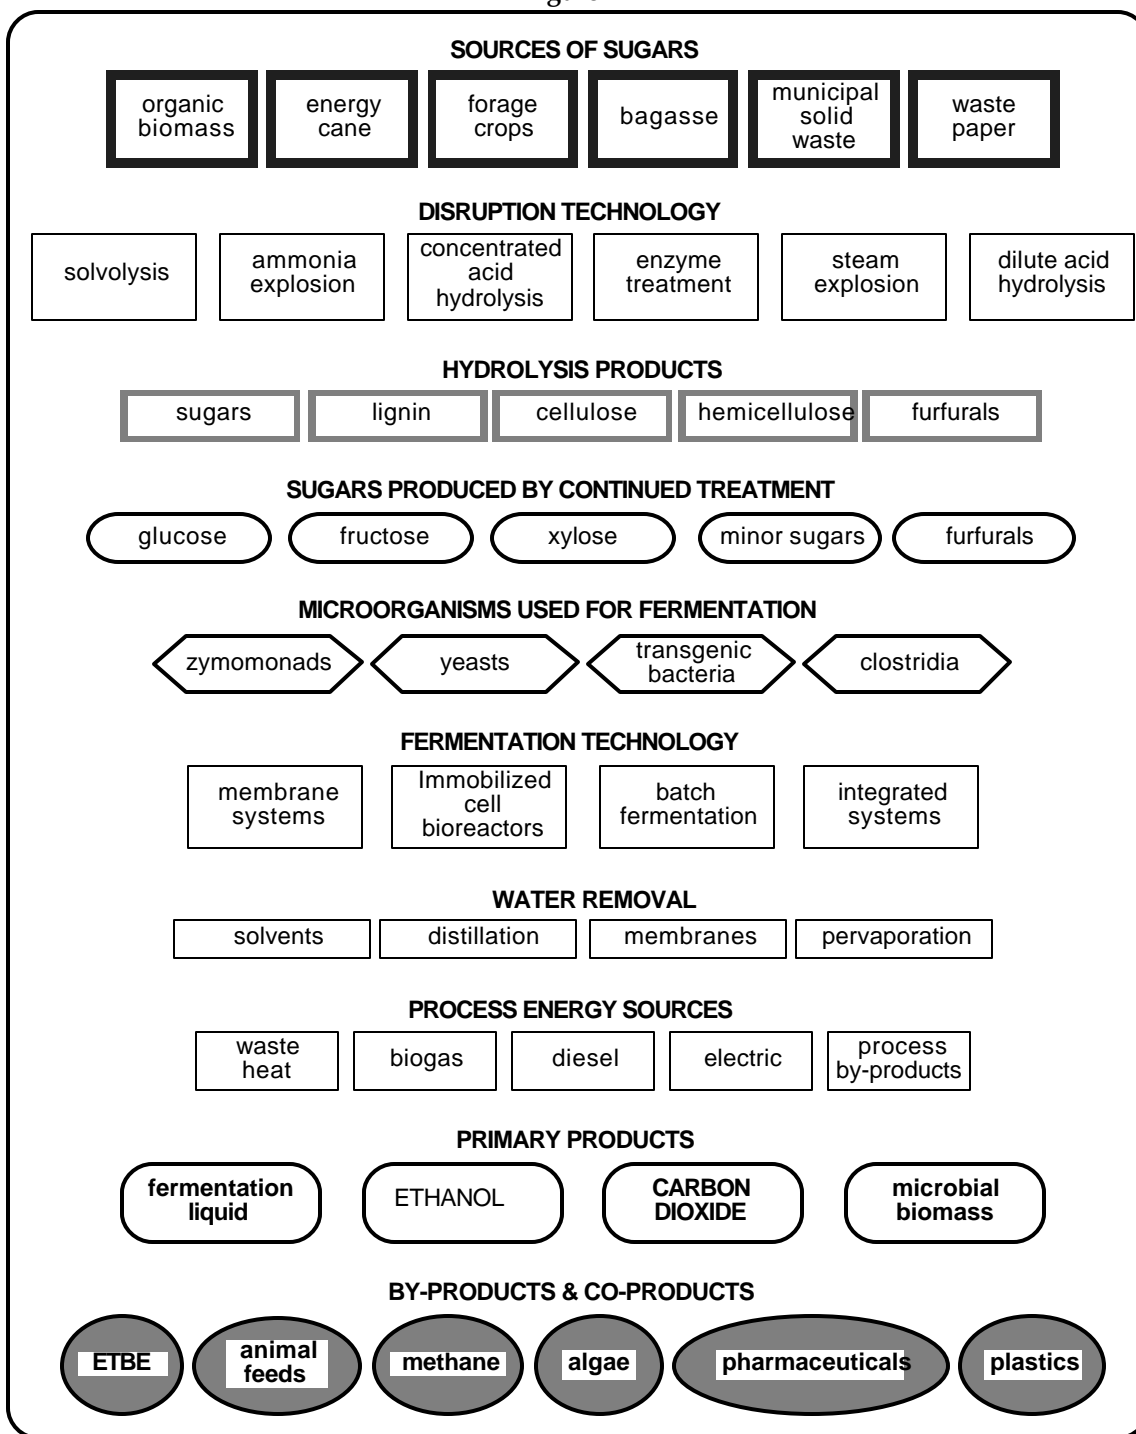 SOURCES OF SUGARS
organic
biomass
energy
cane
forage
crops
bagasse
municipal
solid
waste
waste
paper
DISRUPTION TECHNOLOGY
solvolysis
ammonia
explosion
concentrated
acid
hydrolysis
enzyme
treatment
steam
explosion
dilute acid
hydrolysis
HYDROLYSIS PRODUCTS
sugars
lignin
cellulose
hemicellulose
furfurals
SUGARS PRODUCED BY CONTINUED TREATMENT
glucose
fructose
xylose
minor sugars
furfurals
MICROORGANISMS USED FOR FERMENTATION
zymomonads
yeasts
transgenic
bacteria
clostridia
FERMENTATION TECHNOLOGY
membrane
systems
Immobilized
cell
bioreactors
batch
fermentation
integrated
systems
WATER REMOVAL
solvents
distillation
membranes
pervaporation
PROCESS ENERGY SOURCES
waste
heat
biogas
diesel
electric
process
by-products
PRIMARY PRODUCTS
fermentation
liquid
ETHANOL
CARBON
DIOXIDE
microbial
biomass
BY-PRODUCTS & CO-PRODUCTS
ETBE
animal
feeds
methane
algae
pharmaceuticals
plastics